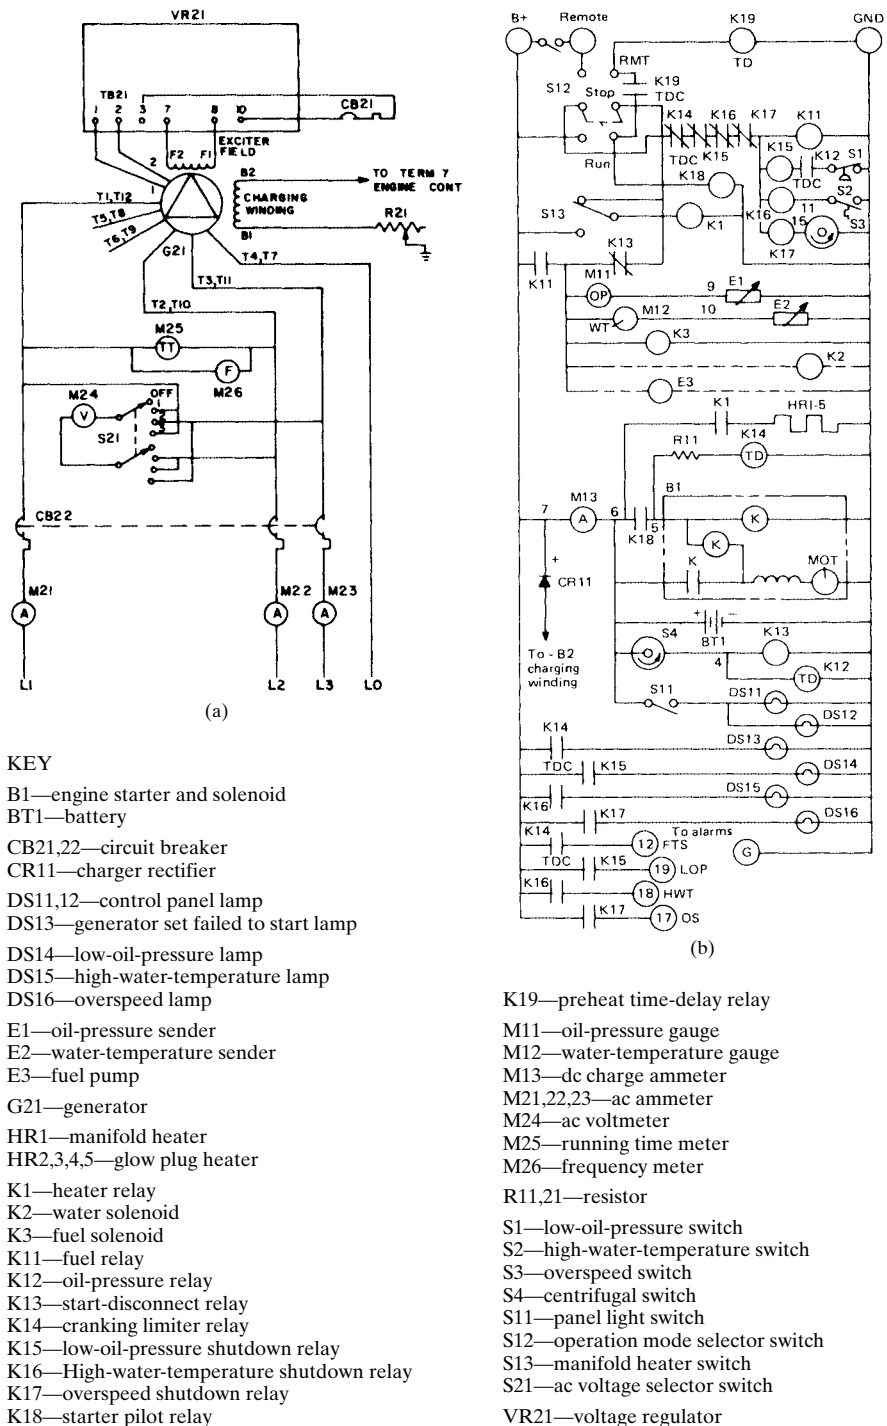 VR21
TB21
1 2 3 7 8 10
CB21
EXCITER
FIELD
F2 F1
2
1
B2
TO TERM 7
ENGINE CONT
CHARGING
WINDING
R21
B1
T1,T12
T5,T8
T6,T9
G21
T4,T7
T3,T11
T2,T10
M25
TT
F
M26
M24
V
OFF
1
S21
CB22
M21
M22
M23
A
A
A
L1
L2
L3
LO
(a)
B+
Remote
K19
GND
TD
RMT
S12
Stop
K19
TDC
K14
K16
K17
K11
TDC
K15
K15
K12
S1
Run
K18
TDC
S2
S13
K1
K16
11
15
S3
K17
K13
K11
M11
OP
9
E1
WT
M12
10
E2
K3
K2
E3
K1
HR1-5
R11
K14
TD
B1
M13
7
A
6
K18
5
K
K
K
MOT
+
CR11
+ −
BT1
S4
K13
4
K12
TD
To - B2
charging
winding
S11
DS11
DS12
K14
DS13
TDC
K15
DS14
K16
DS15
K17
DS16
K14
To alarms
12
FTS
G
TDC
K15
19
LOP
K16
18
HWT
K17
17
OS
(b)
KEY
B1—engine starter and solenoid
BT1—battery
CB21,22—circuit breaker
CR11—charger rectifier
DS11,12—control panel lamp
DS13—generator set failed to start lamp
DS14—low-oil-pressure lamp
DS15—high-water-temperature lamp
DS16—overspeed lamp
E1—oil-pressure sender
E2—water-temperature sender
E3—fuel pump
G21—generator
HR1—manifold heater
HR2,3,4,5—glow plug heater
K1—heater relay
K2—water solenoid
K3—fuel solenoid
K11—fuel relay
K12—oil-pressure relay
K13—start-disconnect relay
K14—cranking limiter relay
K15—low-oil-pressure shutdown relay
K16—High-water-temperature shutdown relay
K17—overspeed shutdown relay
K18—starter pilot relay
K19—preheat time-delay relay
M11—oil-pressure gauge
M12—water-temperature gauge
M13—dc charge ammeter
M21,22,23—ac ammeter
M24—ac voltmeter
M25—running time meter
M26—frequency meter
R11,21—resistor
S1—low-oil-pressure switch
S2—high-water-temperature switch
S3—overspeed switch
S4—centrifugal switch
S11—panel light switch
S12—operation mode selector switch
S13—manifold heater switch
S21—ac voltage selector switch
VR21—voltage regulator